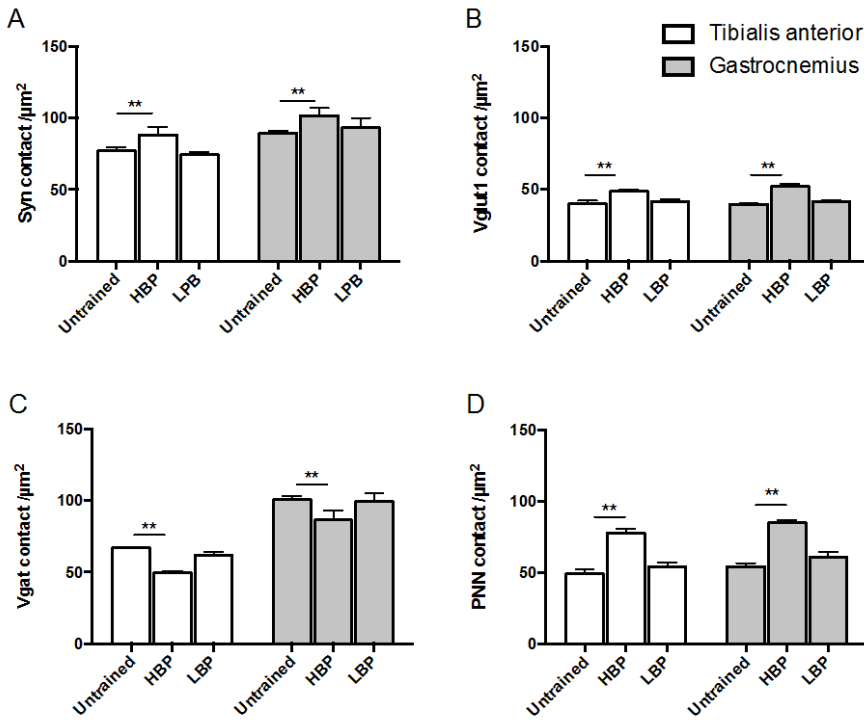 A
Syn contact /µm²
150
100
50
0
**
**
Untrained
HBP
LPB
Untrained
HBP
LPB
B
Tibialis anterior
Gastrocnemius
Vglut1 contact /µm²
150
100
50
0
**
**
Untrained
HBP
LBP
Untrained
HBP
LBP
C
Vgat contact /µm²
150
100
50
0
**
**
Untrained
HBP
LBP
Untrained
HBP
LBP
D
PNN contact /µm²
150
100
50
0
**
**
Untrained
HBP
LBP
Untrained
HBP
LBP